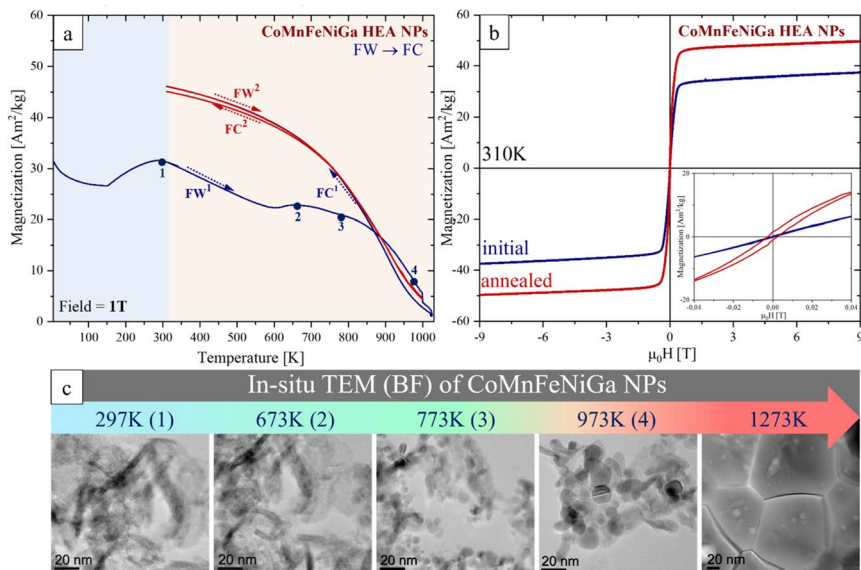 a
CoMnFeNiGa HEA NPs
FW → FC
Magnetization [Am²/kg]
60
50
40
30
20
10
0
FW²
FC²
FW¹
FC¹
1
2
3
4
Field = 1T
0 100 200 300 400 500 600 700 800 900 1000
Temperature [K]
b
CoMnFeNiGa HEA NPs
Magnetization [Am²/kg]
60
40
20
0
-20
-40
-60
310K
initial
annealed
Magnetization [Am²/kg]
20
10
0
-10
-20
-0,04 -0,02 0,00 0,02 0,04
μ₀H [T]
-9 -6 -3 0 3 6 9
μ₀H [T]
c
In-situ TEM (BF) of CoMnFeNiGa NPs
297K (1) 673K (2) 773K (3) 973K (4) 1273K
20 nm 20 nm 20 nm 20 nm 20 nm